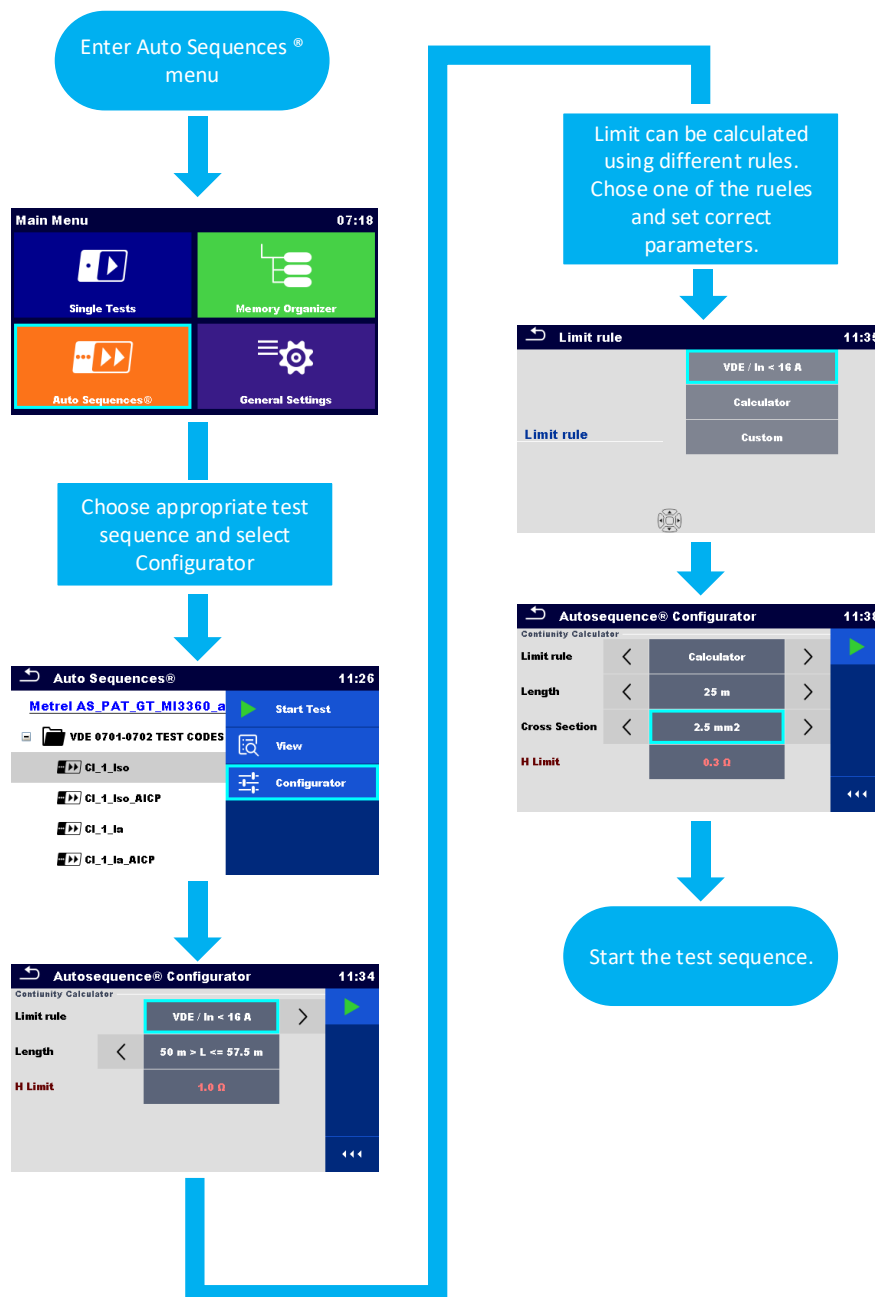 Enter Auto Sequences ®
menu
Main Menu 07:18
Single Tests
Memory Organizer
Auto Sequences®
General Settings
Choose appropriate test
sequence and select
Configurator
Auto Sequences® 11:26
Metrel AS_PAT_GT_MI3360_a
Start Test
VDE 0701-0702 TEST CODES
View
CI_1_Iso
Configurator
CI_1_Iso_AICP
CI_1_Ia
CI_1_Ia_AICP
Autosequence® Configurator 11:34
Contiunity Calculator
Limit rule VDE / In < 16 A
Length 50 m > L <= 57.5 m
H Limit 1.0 Ω
Limit can be calculated
using different rules.
Chose one of the rueles
and set correct
parameters.
Limit rule 11:35
VDE / In < 16 A
Calculator
Limit rule
Custom
Autosequence® Configurator 11:38
Contiunity Calculator
Limit rule Calculator
Length 25 m
Cross Section 2.5 mm2
H Limit 0.3 Ω
Start the test sequence.